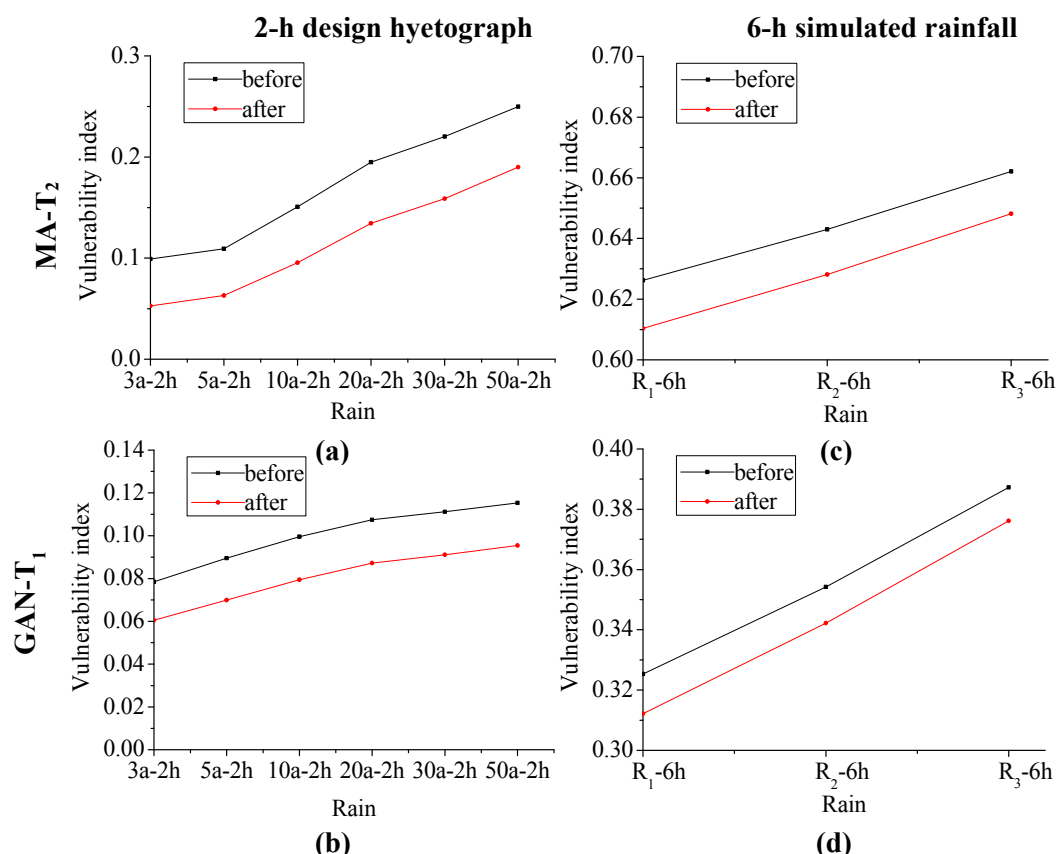 2-h design hyetograph
6-h simulated rainfall
MA-T₂
Vulnerability index
0.3
0.2
0.1
0.0
before
after
3a-2h 5a-2h 10a-2h 20a-2h 30a-2h 50a-2h
Rain
(a)
Vulnerability index
0.70
0.68
0.66
0.64
0.62
0.60
before
after
R₁-6h R₂-6h R₃-6h
Rain
(c)
GAN-T₁
Vulnerability index
0.14
0.12
0.10
0.08
0.06
0.04
0.02
0.00
before
after
3a-2h 5a-2h 10a-2h 20a-2h 30a-2h 50a-2h
Rain
(b)
Vulnerability index
0.40
0.38
0.36
0.34
0.32
0.30
before
after
R₁-6h R₂-6h R₃-6h
Rain
(d)